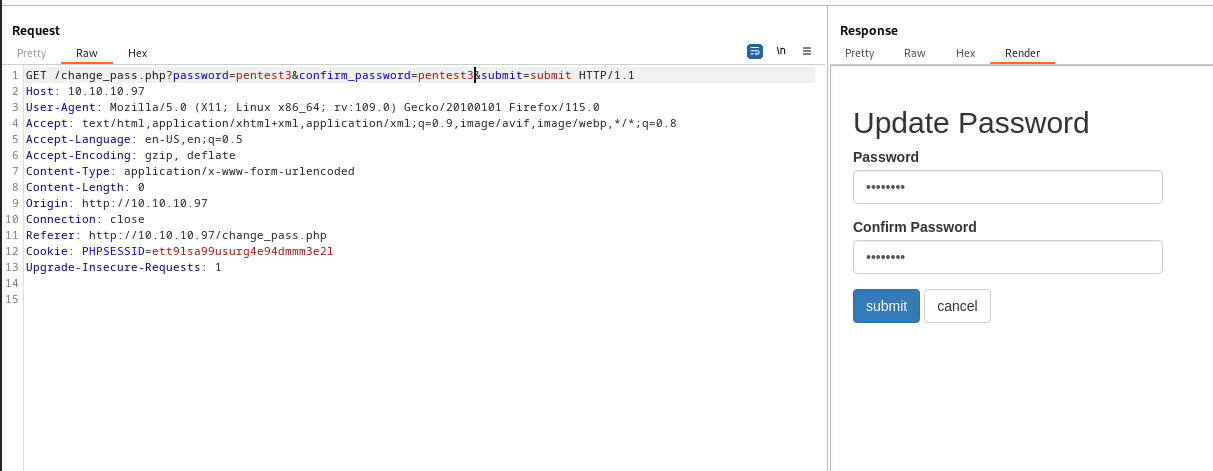 Request
Pretty Raw Hex \n
1 GET /change_pass.php?password=pentest3&confirm_password=pentest3&submit=submit HTTP/1.1
2 Host: 10.10.10.97
3 User-Agent: Mozilla/5.0 (X11; Linux x86_64; rv:109.0) Gecko/20100101 Firefox/115.0
4 Accept: text/html,application/xhtml+xml,application/xml;q=0.9,image/avif,image/webp,*/*;q=0.8
5 Accept-Language: en-US,en;q=0.5
6 Accept-Encoding: gzip, deflate
7 Content-Type: application/x-www-form-urlencoded
8 Content-Length: 0
9 Origin: http://10.10.10.97
10 Connection: close
11 Referer: http://10.10.10.97/change_pass.php
12 Cookie: PHPSESSID=ett91sa99usurg4e94dmmm3e21
13 Upgrade-Insecure-Requests: 1
14
15
Response
Pretty Raw Hex Render
Update Password
Password
••••••••
Confirm Password
••••••••
submit cancel